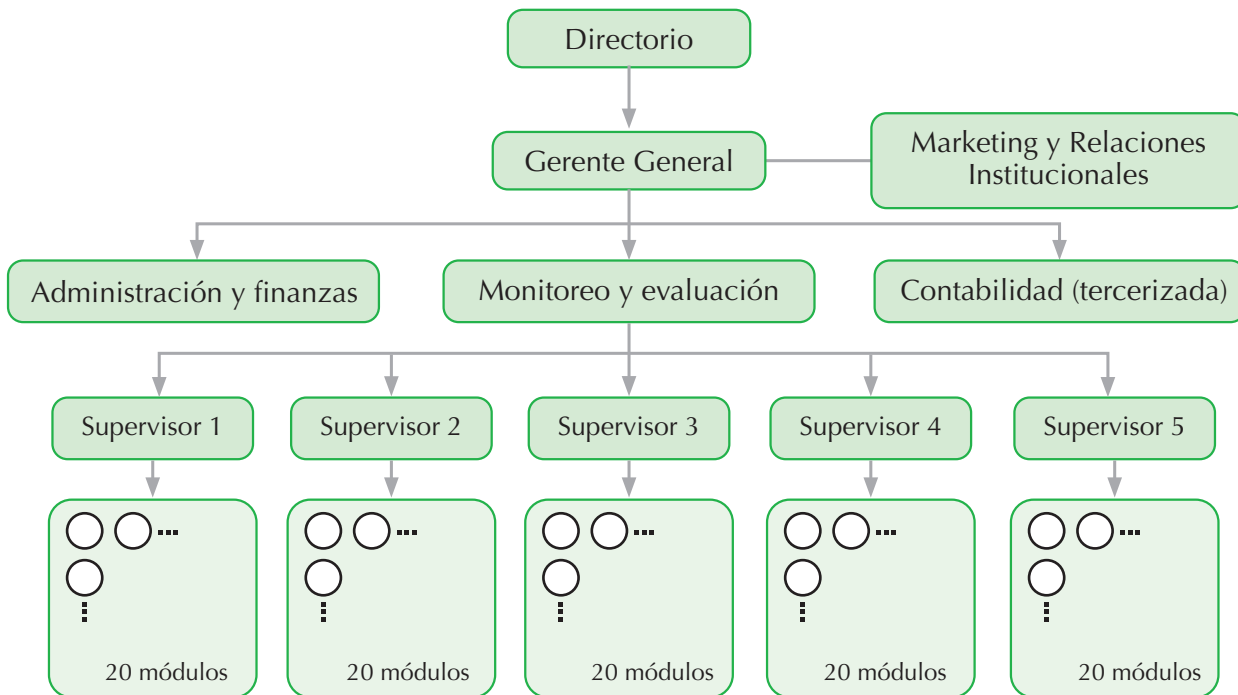 Directorio
Gerente General
Marketing y Relaciones
Institucionales
Administración y finanzas
Monitoreo y evaluación
Contabilidad (tercerizada)
Supervisor 1
Supervisor 2
Supervisor 3
Supervisor 4
Supervisor 5
20 módulos
20 módulos
20 módulos
20 módulos
20 módulos